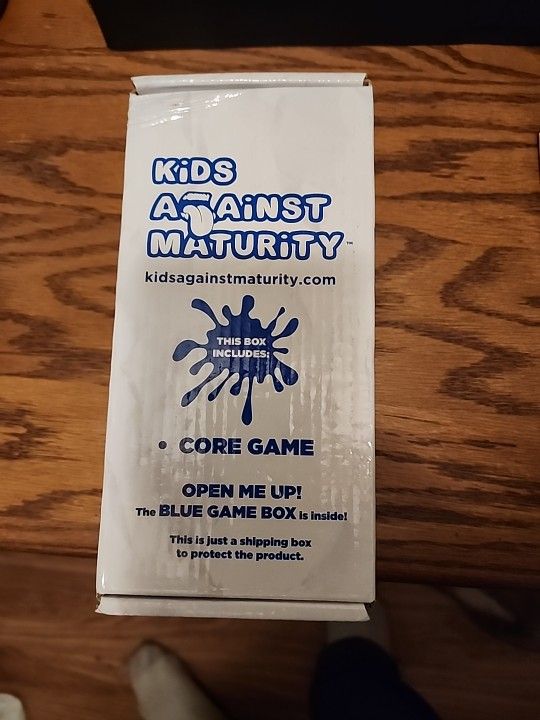 KiDS
AGAiNST
MATURiTY™
kidsagainstmaturity.com
THIS BOX
INCLUDES:
• CORE GAME
OPEN ME UP!
The BLUE GAME BOX is inside!
This is just a shipping box
to protect the product.